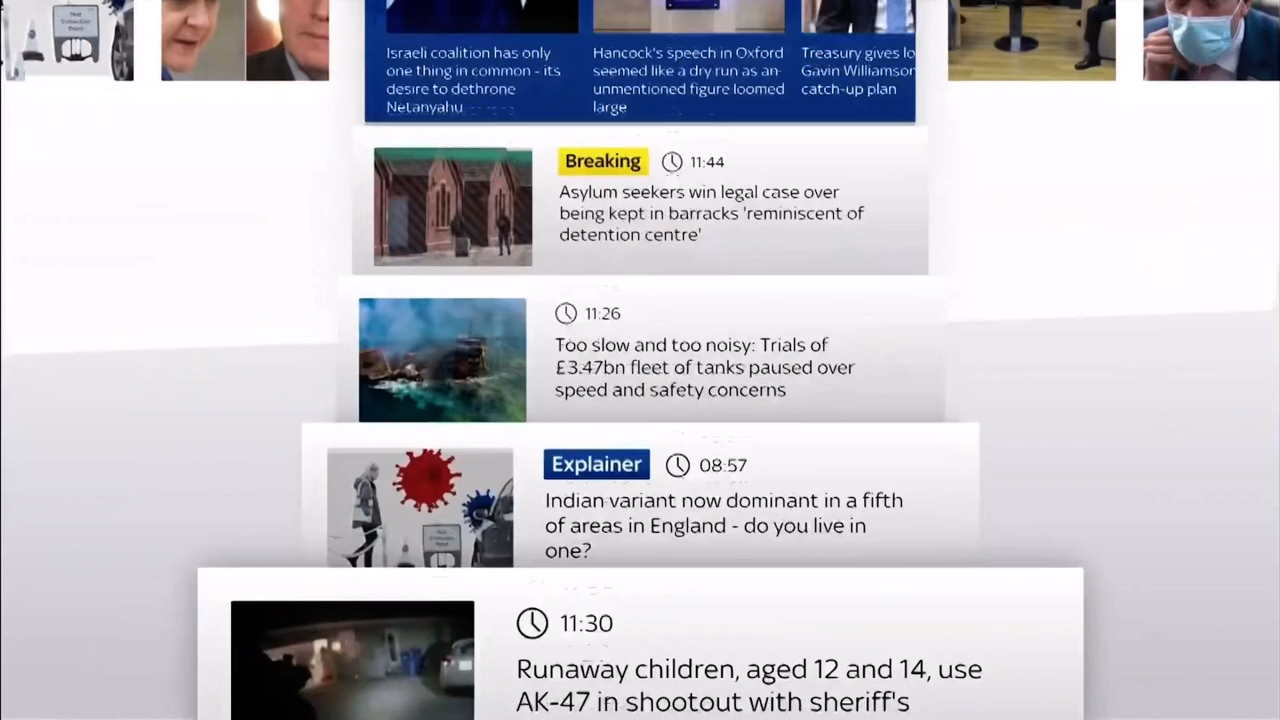 Israeli coalition has only
one thing in common - its
desire to dethrone
Netanyahu
Hancock's speech in Oxford
seemed like a dry run as an
unmentioned figure loomed
large
Treasury gives lo
Gavin Williamson
catch-up plan
Breaking 11:44
Asylum seekers win legal case over
being kept in barracks 'reminiscent of
detention centre'
11:26
Too slow and too noisy: Trials of
£3.47bn fleet of tanks paused over
speed and safety concerns
Explainer 08:57
Indian variant now dominant in a fifth
of areas in England - do you live in
one?
11:30
Runaway children, aged 12 and 14, use
AK-47 in shootout with sheriff's